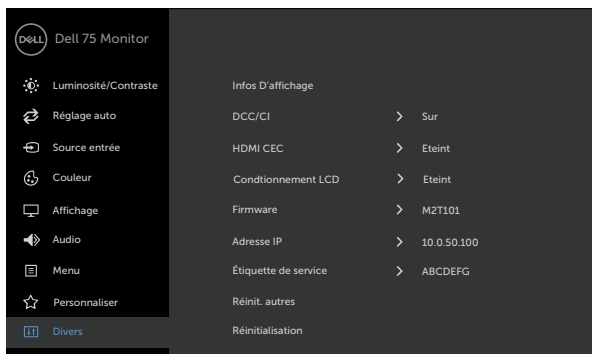 DELL Dell 75 Monitor
Luminosité/Contraste
Réglage auto
Source entrée
Couleur
Affichage
Audio
Menu
Personnaliser
Divers
Infos D'affichage
DCC/CI > Sur
HDMI CEC > Eteint
Condtionnement LCD > Eteint
Firmware > M2T101
Adresse IP > 10.0.50.100
Étiquette de service > ABCDEFG
Réinit. autres
Réinitialisation